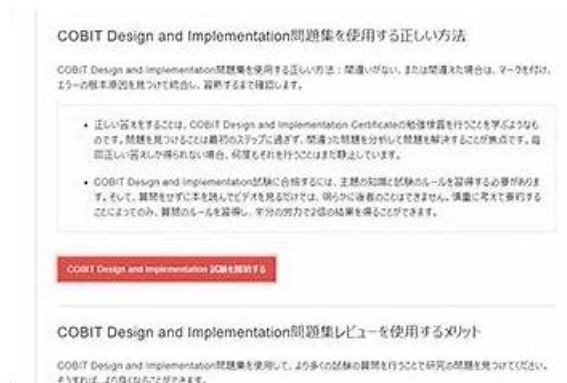 COBIT Design and Implementation問題集を使用する正しい方法
COBIT Design and Implementation問題集を使用する正しい方法：間違いがない、または間違えた場合は、マークを付け、
エラーの根本原因を見つけて統合し、習熟するまで確認します。
正しい答えをすることは、COBIT Design and Implementation Certificateの勉強検嘉を行うことを学ぶようなも
のです。問題を見つけることは最初のステップに過ぎず、間違った問題を分析して問題を解決することが焦点です。毎
回正しい答えしか得られない場合、何度もそれを行うことはまだ静止しています。
COBIT Design and Implementation試験に合格するには、主題の知識と試験のルールを習得する必要がありま
す。そして、質問をせずに本を読んでビデオを見るだけでは、明らかに後者のことはできません。慎重に考えて要約する
ことによってのみ、質問のルールを習得し、半分の労力で2倍の結果を得ることができます。
COBIT Design and Implementation 試験を開始する
COBIT Design and Implementation問題集レビューを使用するメリット
COBIT Design and Implementation問題集を使用して、より多くの試験の質問を行うことで研究の問題を見つけてください。
そうすれば、より良くなることができます。